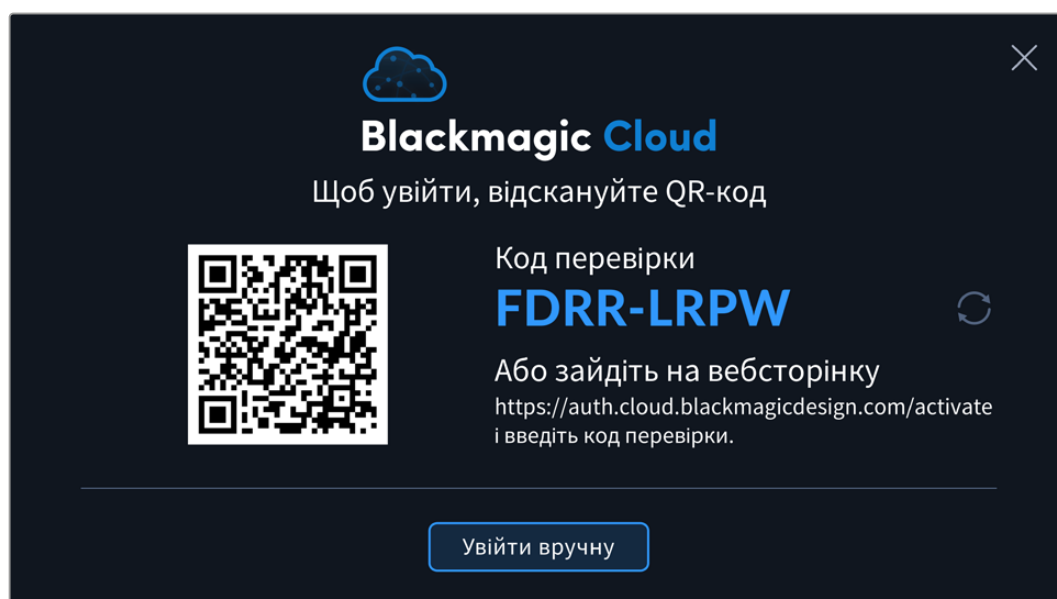 Blackmagic Cloud
Щоб увійти, відскануйте QR-код
Код перевірки
FDRR-LRPW
Або зайдіть на вебсторінку
https://auth.cloud.blackmagicdesign.com/activate
і введіть код перевірки.
Увійти вручну